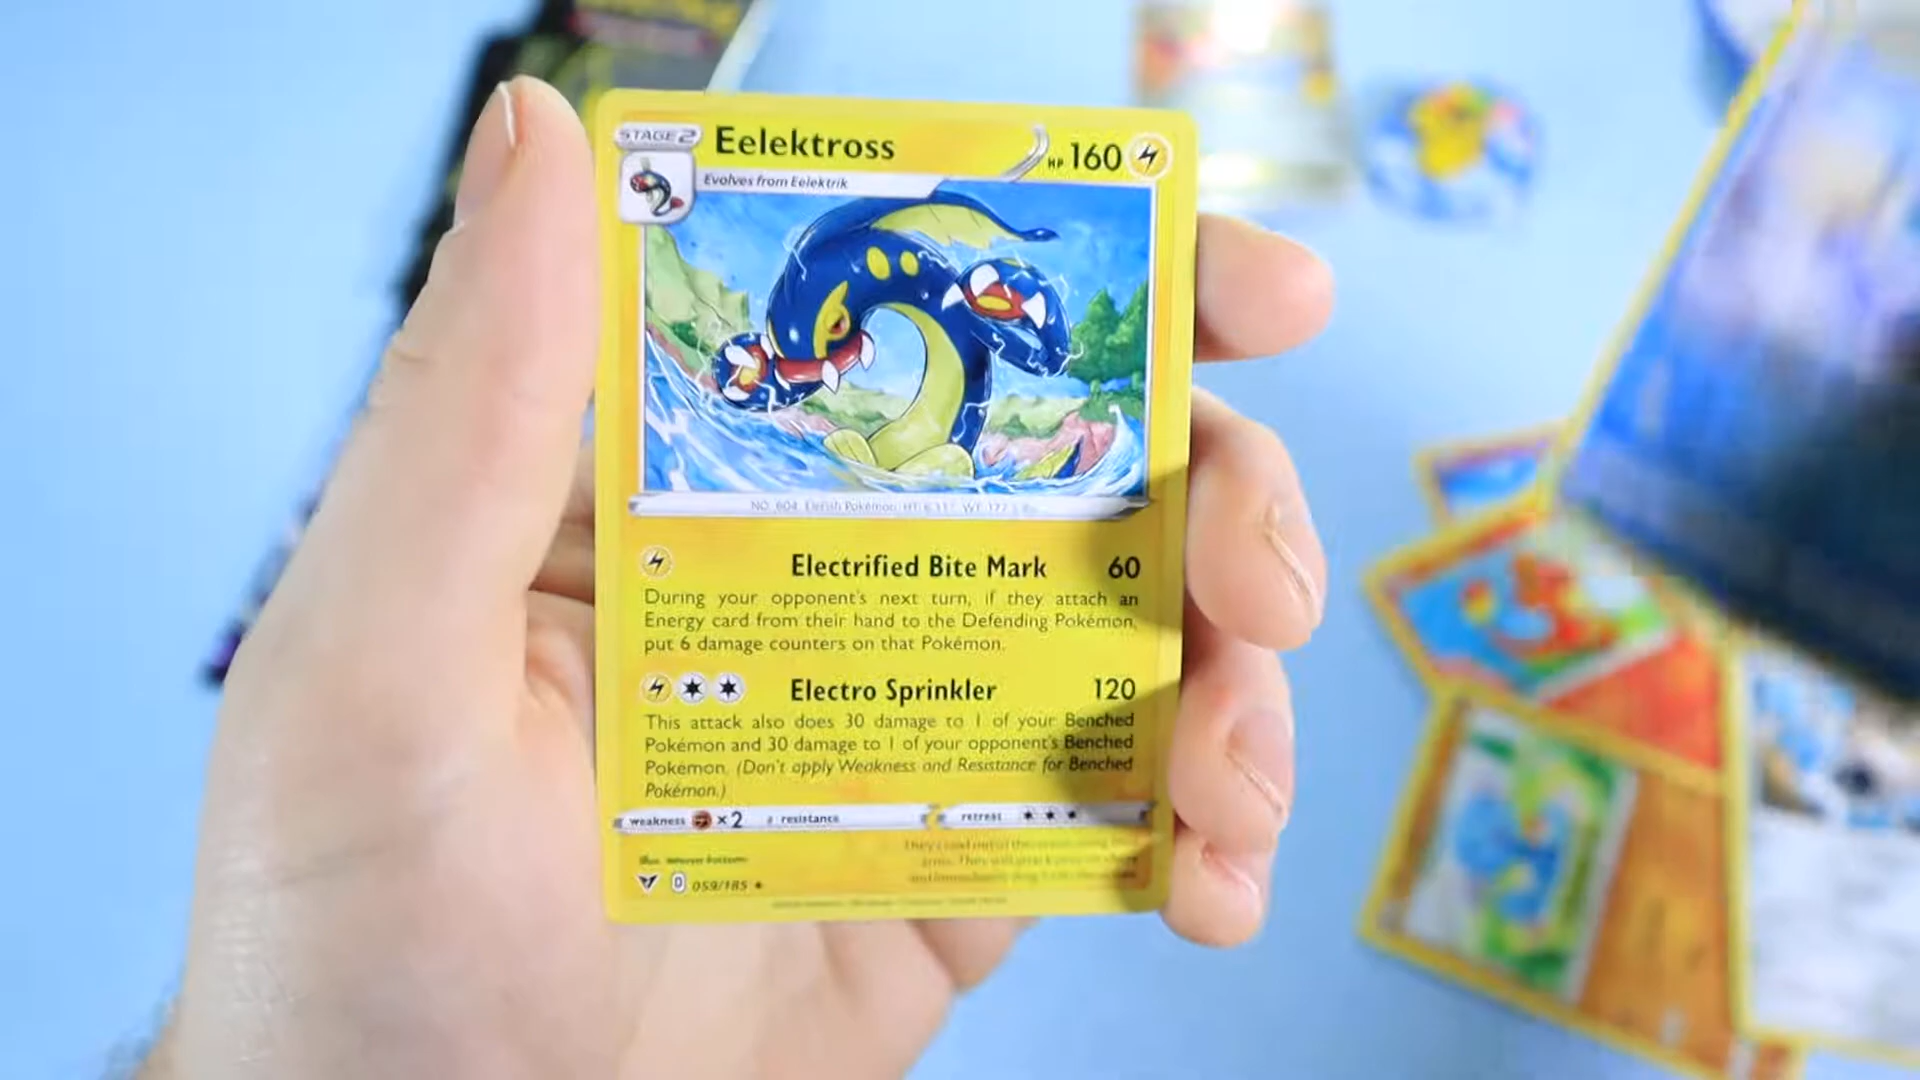 STAGE 2
Eelektross
HP 160
Evolves from Eelektrik
NO. 604 Elefish Pokémon HT: 6'11" WT: 177.5
Electrified Bite Mark 60
During your opponent's next turn, if they attach an
Energy card from their hand to the Defending Pokémon,
put 6 damage counters on that Pokémon.
Electro Sprinkler 120
This attack also does 30 damage to 1 of your Benched
Pokémon and 30 damage to 1 of your opponent's Benched
Pokémon. (Don't apply Weakness and Resistance for Benched
Pokémon.)
weakness ×2 resistance retreat
D 059/185